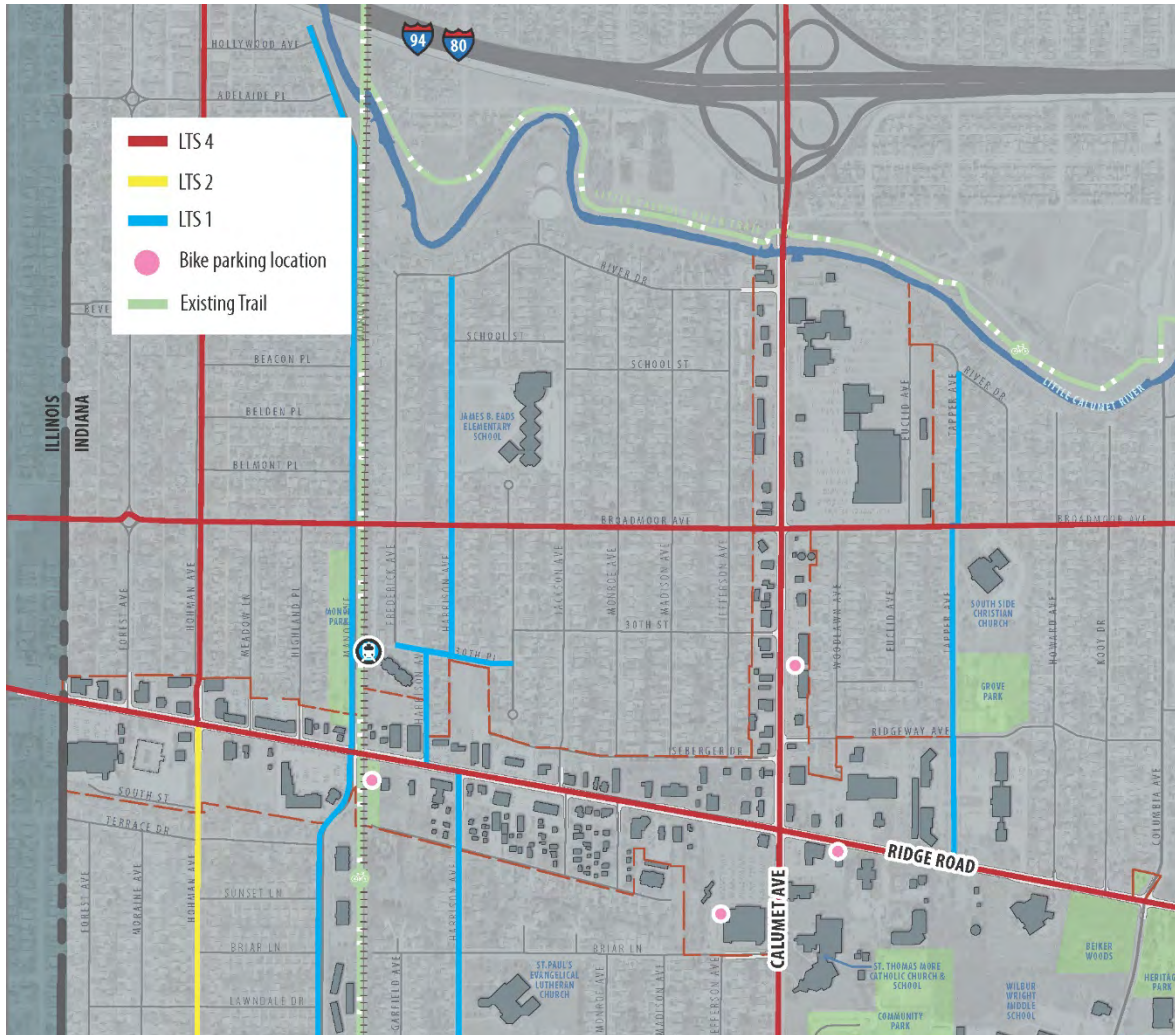 94
80
HOLLYWOOD AVE
ADELAIDE PL
LTS 4
LTS 2
LTS 1
Bike parking location
Existing Trail
RIVER DR
SCHOOL ST
SCHOOL ST
BEACON PL
BELDEN PL
BELMONT PL
JAMES B. EADS
ELEMENTARY
SCHOOL
ILLINOIS
INDIANA
EUCLID AVE
TAPPER AVE
RIVER DR
LITTLE CALUMET RIVER
BROADMOOR AVE
BROADMOOR AVE
FOREST AVE
HOHMAN AVE
MEADOW LN
HIGHLAND PL
FREDERICK AVE
HARRISON AVE
JACKSON AVE
MONROE AVE
MADISON AVE
JEFFERSON AVE
30TH ST
30TH PL
HARRISON AVE
WOODLAWN AVE
EUCLID AVE
TAPPER AVE
SOUTH SIDE
CHRISTIAN
CHURCH
HOWARD AVE
KOOY DR
GROVE
PARK
RIDGEWAY AVE
SEBERGER DR
COLUMBIA AVE
SOUTH ST
TERRACE DR
RIDGE ROAD
CALUMET AVE
FOREST AVE
MORAINE AVE
HOHMAN AVE
SUNSET LN
BRIAR LN
LAWNDALE DR
GARFIELD AVE
HARRISON AVE
BRIAR LN
ST. PAUL'S
EVANGELICAL
LUTHERAN
CHURCH
MONROE AVE
MADISON AVE
JEFFERSON AVE
ST. THOMAS MORE
CATHOLIC CHURCH &
SCHOOL
COMMUNITY
PARK
WILBUR
WRIGHT
MIDDLE
SCHOOL
BEIKER
WOODS
HERITAGE
PARK